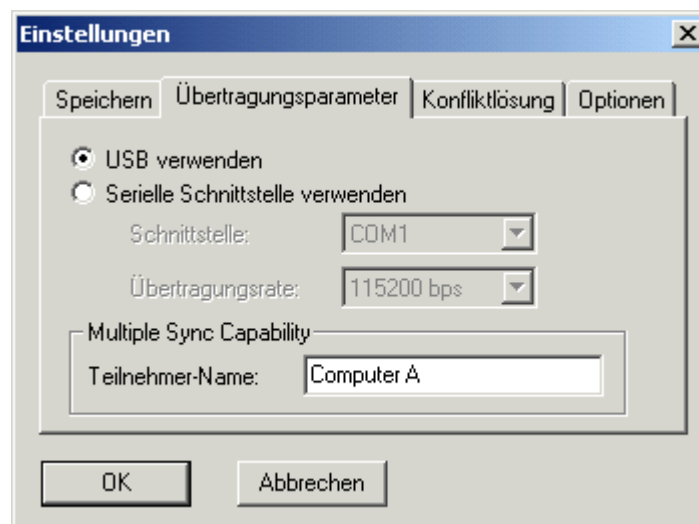 Einstellungen
Speichern Übertragungsparameter Konfliktlösung Optionen
USB verwenden
Serielle Schnittstelle verwenden
Schnittstelle: COM1
Übertragungsrate: 115200 bps
Multiple Sync Capability
Teilnehmer-Name: Computer A
OK Abbrechen